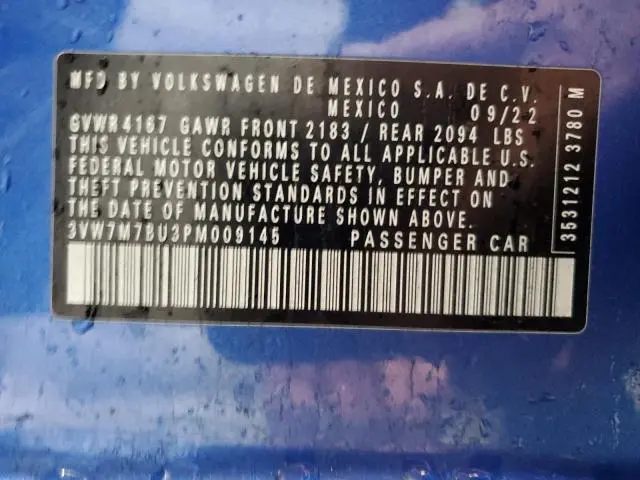 MFD BY VOLKSWAGEN DE MEXICO S.A. DE C.V.
MEXICO 09/22
GVWR 4167 GAWR FRONT 2183 / REAR 2094 LBS
THIS VEHICLE CONFORMS TO ALL APPLICABLE U.S.
FEDERAL MOTOR VEHICLE SAFETY, BUMPER AND
THEFT PREVENTION STANDARDS IN EFFECT ON
THE DATE OF MANUFACTURE SHOWN ABOVE.
3VW7M7BU3PM009145 PASSENGER CAR
3531212 3780 M